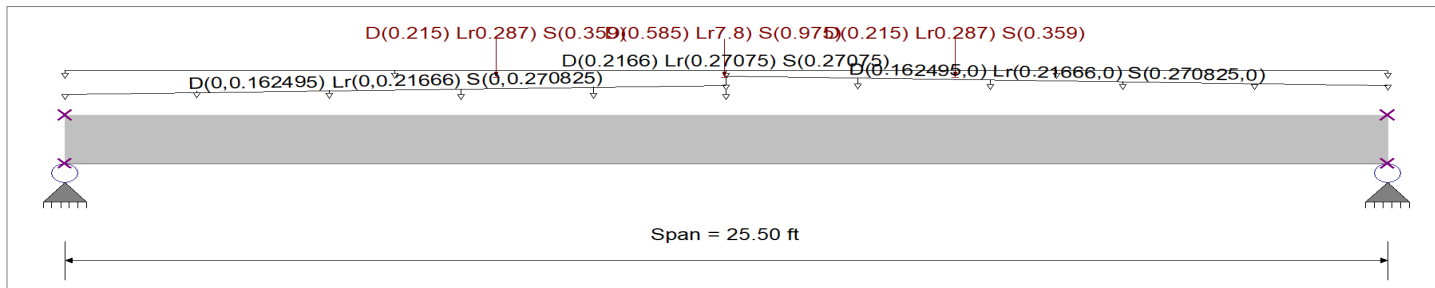 D(0.215) Lr0.287) S(0.359)
D(0.585) Lr7.8) S(0.975)
D(0.215) Lr0.287) S(0.359)
D(0.2166) Lr(0.27075) S(0.27075)
D(0,0.162495) Lr(0,0.21666) S(0,0.270825)
D(0.162495,0) Lr(0.21666,0) S(0.270825,0)
Span = 25.50 ft